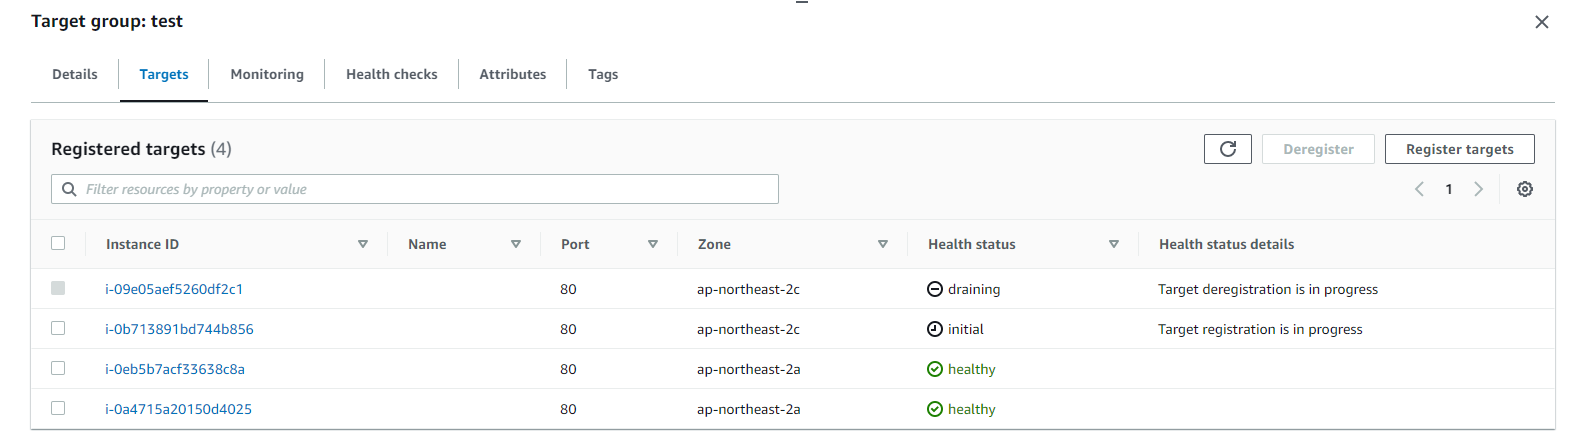 Target group: test
Details Targets Monitoring Health checks Attributes Tags
Registered targets (4) Deregister Register targets
Filter resources by property or value 1
Instance ID Name Port Zone Health status Health status details
i-09e05aef5260df2c1 80 ap-northeast-2c draining Target deregistration is in progress
i-0b713891bd744b856 80 ap-northeast-2c initial Target registration is in progress
i-0eb5b7acf33638c8a 80 ap-northeast-2a healthy
i-0a4715a20150d4025 80 ap-northeast-2a healthy